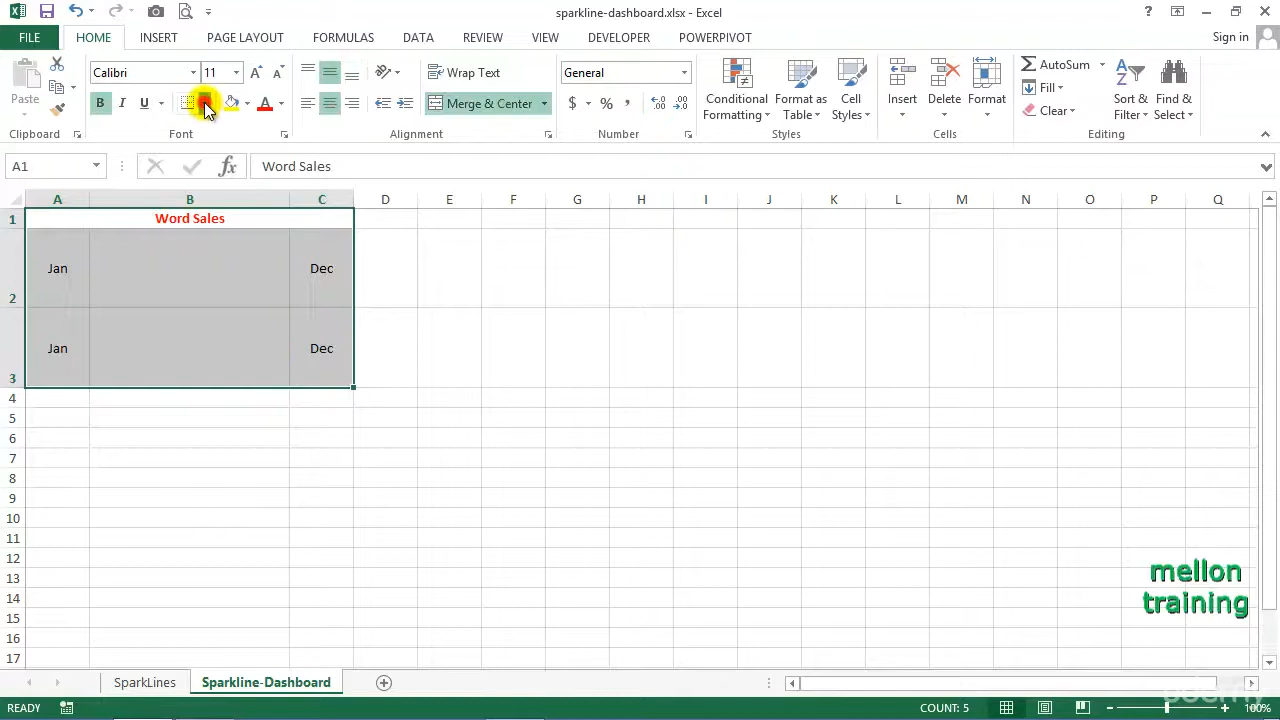 sparkline-dashboard.xlsx - Excel
FILE HOME INSERT PAGE LAYOUT FORMULAS DATA REVIEW VIEW DEVELOPER POWERPIVOT Sign in
Calibri 11 Wrap Text General AutoSum
Fill
Paste B I U Merge & Center $ % , Conditional Formatting Format as Table Cell Styles Insert Delete Format Clear Sort & Filter Find & Select
Clipboard Font Alignment Number Styles Cells Editing
A1 fx Word Sales
A B C D E F G H I J K L M N O P Q
1 Word Sales
Jan Dec
2
Jan Dec
3
4
5
6
7
8
9
10
11
12
13
14
15
16
17
mellon
training
SparkLines Sparkline-Dashboard
udemy
READY COUNT: 5 100%